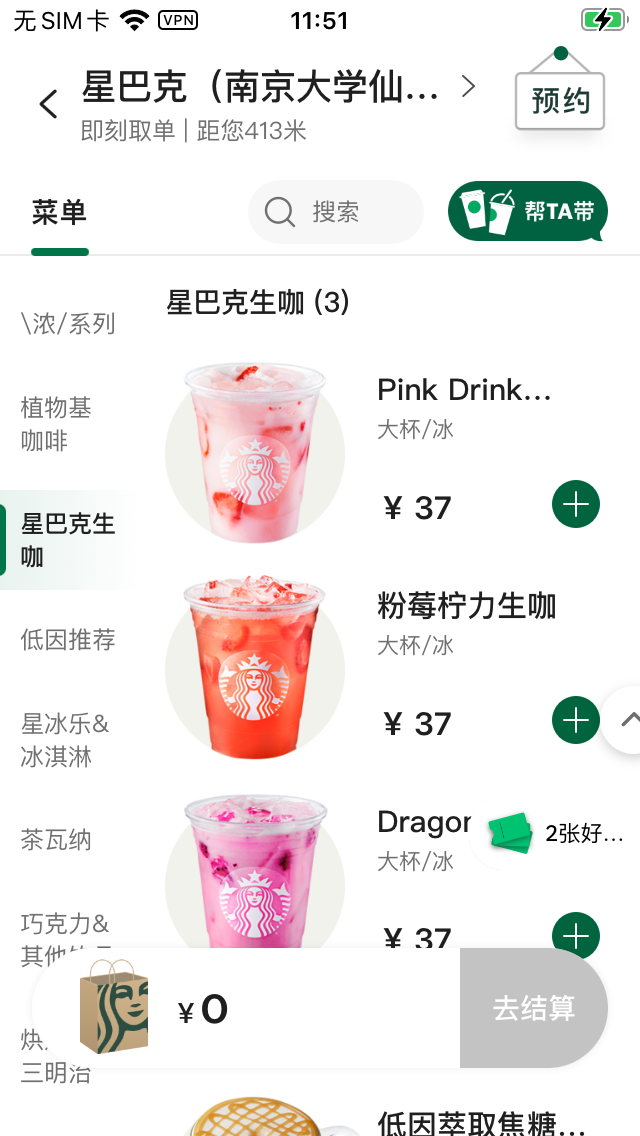 无SIM卡 VPN 11:51
星巴克（南京大学仙...
即刻取单 | 距您413米
预约
菜单
搜索
帮TA带
\浓/系列
植物基
咖啡
星巴克生
咖
低因推荐
星冰乐&
冰淇淋
茶瓦纳
巧克力&
其他
三明治
星巴克生咖 (3)
Pink Drink...
大杯/冰
¥ 37
粉莓柠力生咖
大杯/冰
¥ 37
Dragon
大杯/冰
¥ 37
2张好...
¥ 0
去结算
低因萃取焦糖...